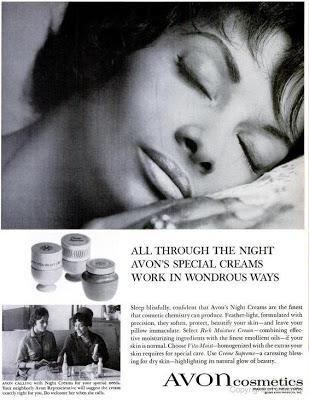 ALL THROUGH THE NIGHT
AVON'S SPECIAL CREAMS
WORK IN WONDROUS WAYS
Sleep blissfully, confident that Avon's Night Creams are the finest
that cosmetic chemistry can produce. Feather-light, formulated with
precision, they soften, protect, beautify your skin—and leave your
pillow immaculate. Select Rich Moisture Cream—combining effec-
tive moisturizing ingredients with the finest emollient oils—if your
skin is normal. Choose Vita Moist—homogenized with the extras your
skin requires for special care. Use Cream Supreme—a caressing bless-
ing for dry skin—highlighting its natural glow of beauty.
AVON CALLING with Night Creams for your special needs.
Your neighborly Avon Representative will suggest the cream
exactly right for you. Do welcome her when she calls.
AVON cosmetics